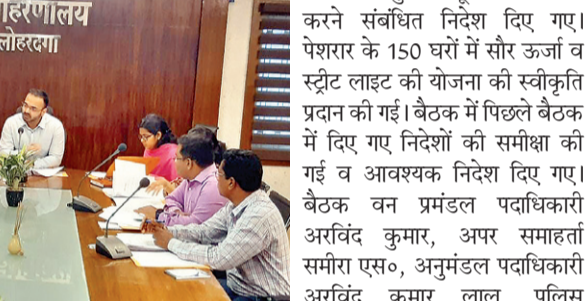 ाहरणालय
लोहरदगा
करने संबंधित निदेश दिए गए।
पेशरार के 150 घरों में सौर ऊर्जा व
स्ट्रीट लाइट की योजना की स्वीकृति
प्रदान की गई। बैठक में पिछले बैठक
में दिए गए निदेशों की समीक्षा की
गई व आवश्यक निदेश दिए गए।
बैठक वन प्रमंडल पदाधिकारी
अरविंद कुमार, अपर समाहर्ता
समीरा एस०, अनुमंडल पदाधिकारी
अरविंद कुमार लाल, पुलिस